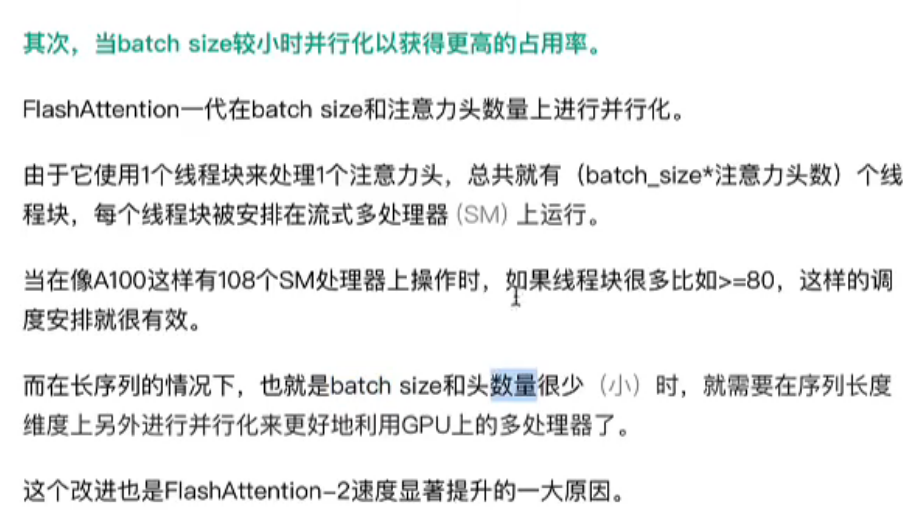 其次，当batch size较小时并行化以获得更高的占用率。
FlashAttention一代在batch size和注意力头数量上进行并行化。
由于它使用1个线程块来处理1个注意力头，总共就有（batch_size*注意力头数）个线
程块，每个线程块被安排在流式多处理器 (SM) 上运行。
当在像A100这样有108个SM处理器上操作时，如果线程块很多比如>=80，这样的调
度安排就很有效。
而在长序列的情况下，也就是batch size和头数量很少（小）时，就需要在序列长度
维度上另外进行并行化来更好地利用GPU上的多处理器了。
这个改进也是FlashAttention-2速度显著提升的一大原因。